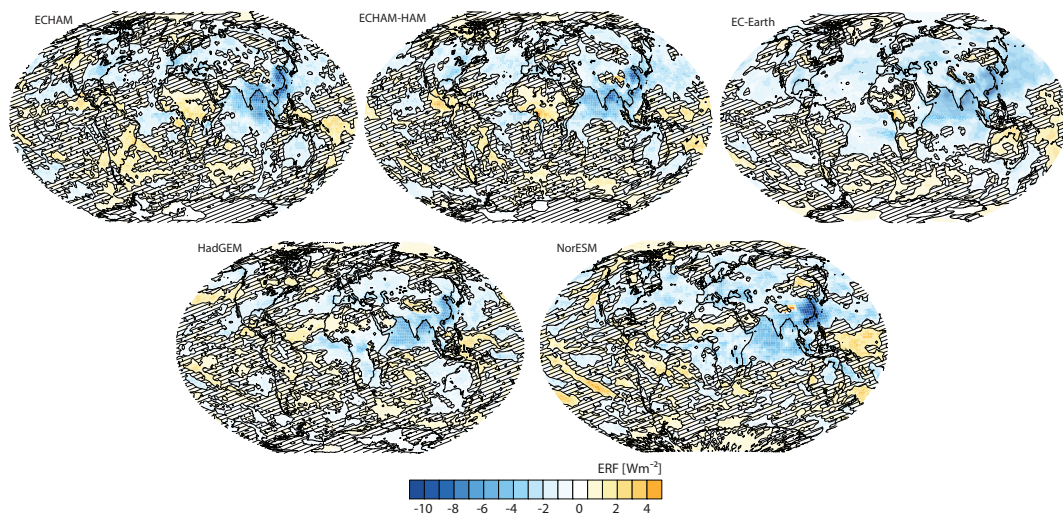 ECHAM
ECHAM-HAM
EC-Earth
HadGEM
NorESM
ERF [Wm⁻²]
-10 -8 -6 -4 -2 0 2 4